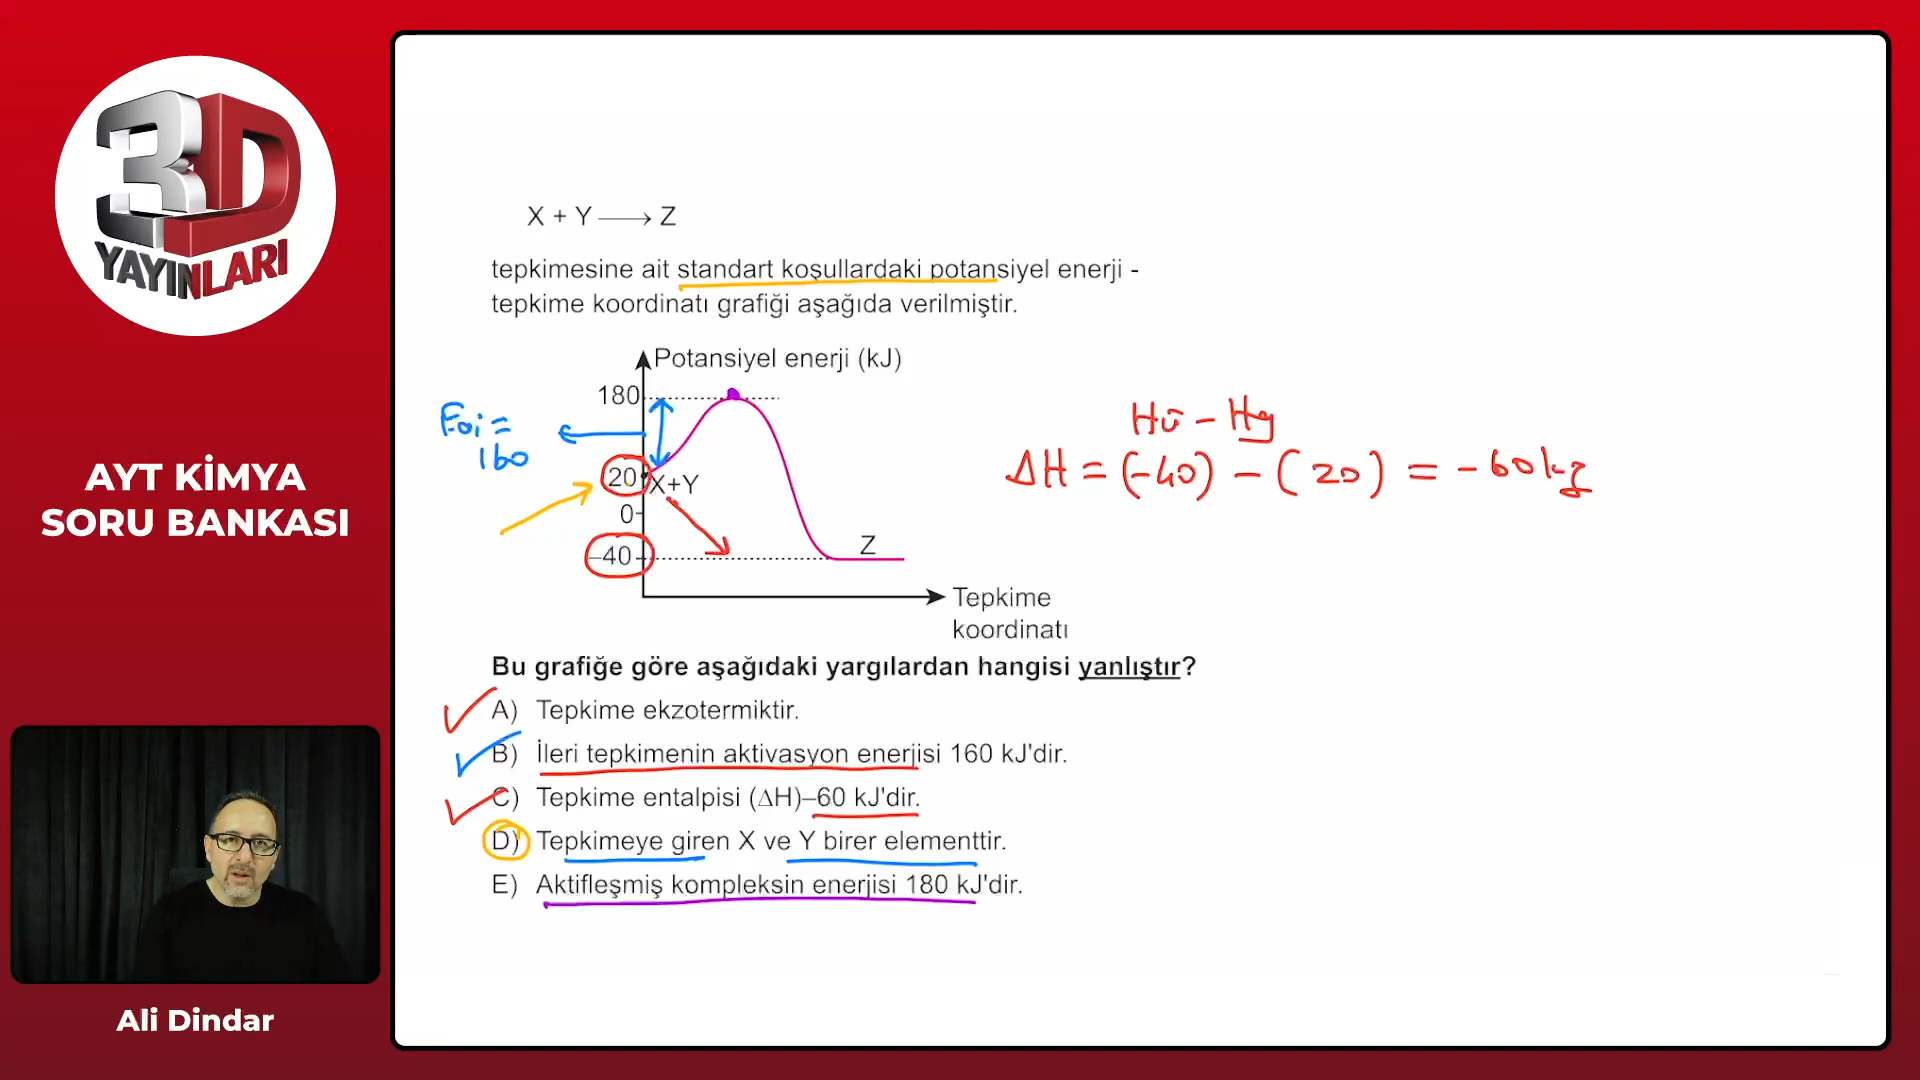 3D
YAYINLARI
AYT KİMYA
SORU BANKASI
Ali Dindar
X + Y ⟶ Z
tepkimesine ait standart koşullardaki potansiyel enerji -
tepkime koordinatı grafiği aşağıda verilmiştir.
Potansiyel enerji (kJ)
180
20
X+Y
0
–40
Z
Tepkime
koordinatı
Eai =
160
Hü - Hg
ΔH = (-40) - (20) = -60 kJ
Bu grafiğe göre aşağıdaki yargılardan hangisi yanlıştır?
A) Tepkime ekzotermiktir.
B) İleri tepkimenin aktivasyon enerjisi 160 kJ'dir.
C) Tepkime entalpisi (ΔH)–60 kJ'dir.
D) Tepkimeye giren X ve Y birer elementtir.
E) Aktifleşmiş kompleksin enerjisi 180 kJ'dir.